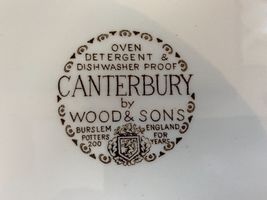 OVEN
DETERGENT &
DISHWASHER PROOF
CANTERBURY
by
WOOD & SONS
BURSLEM ENGLAND
POTTERS FOR
200 YEARS